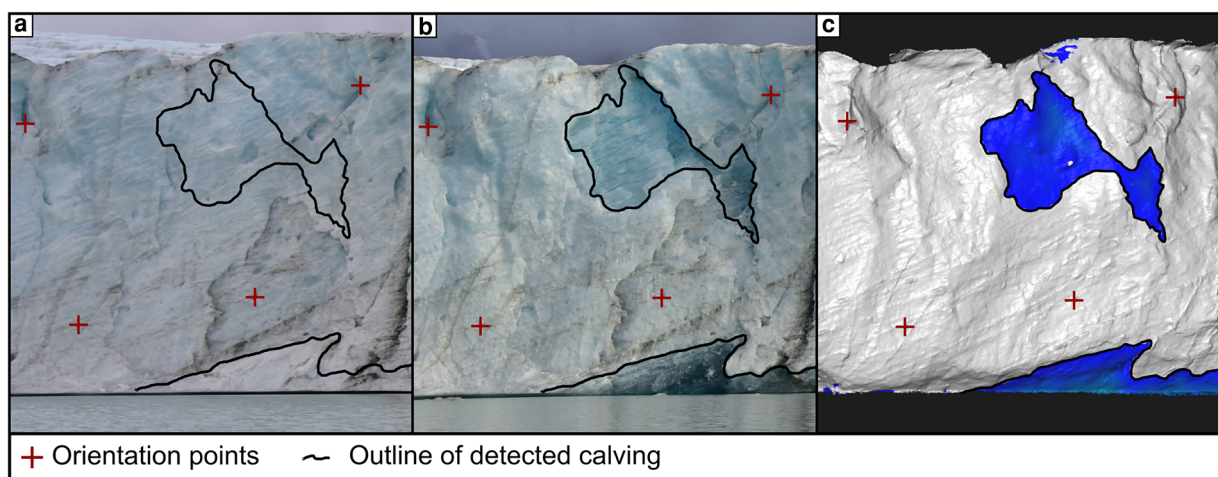 a
b
c
Orientation points
Outline of detected calving